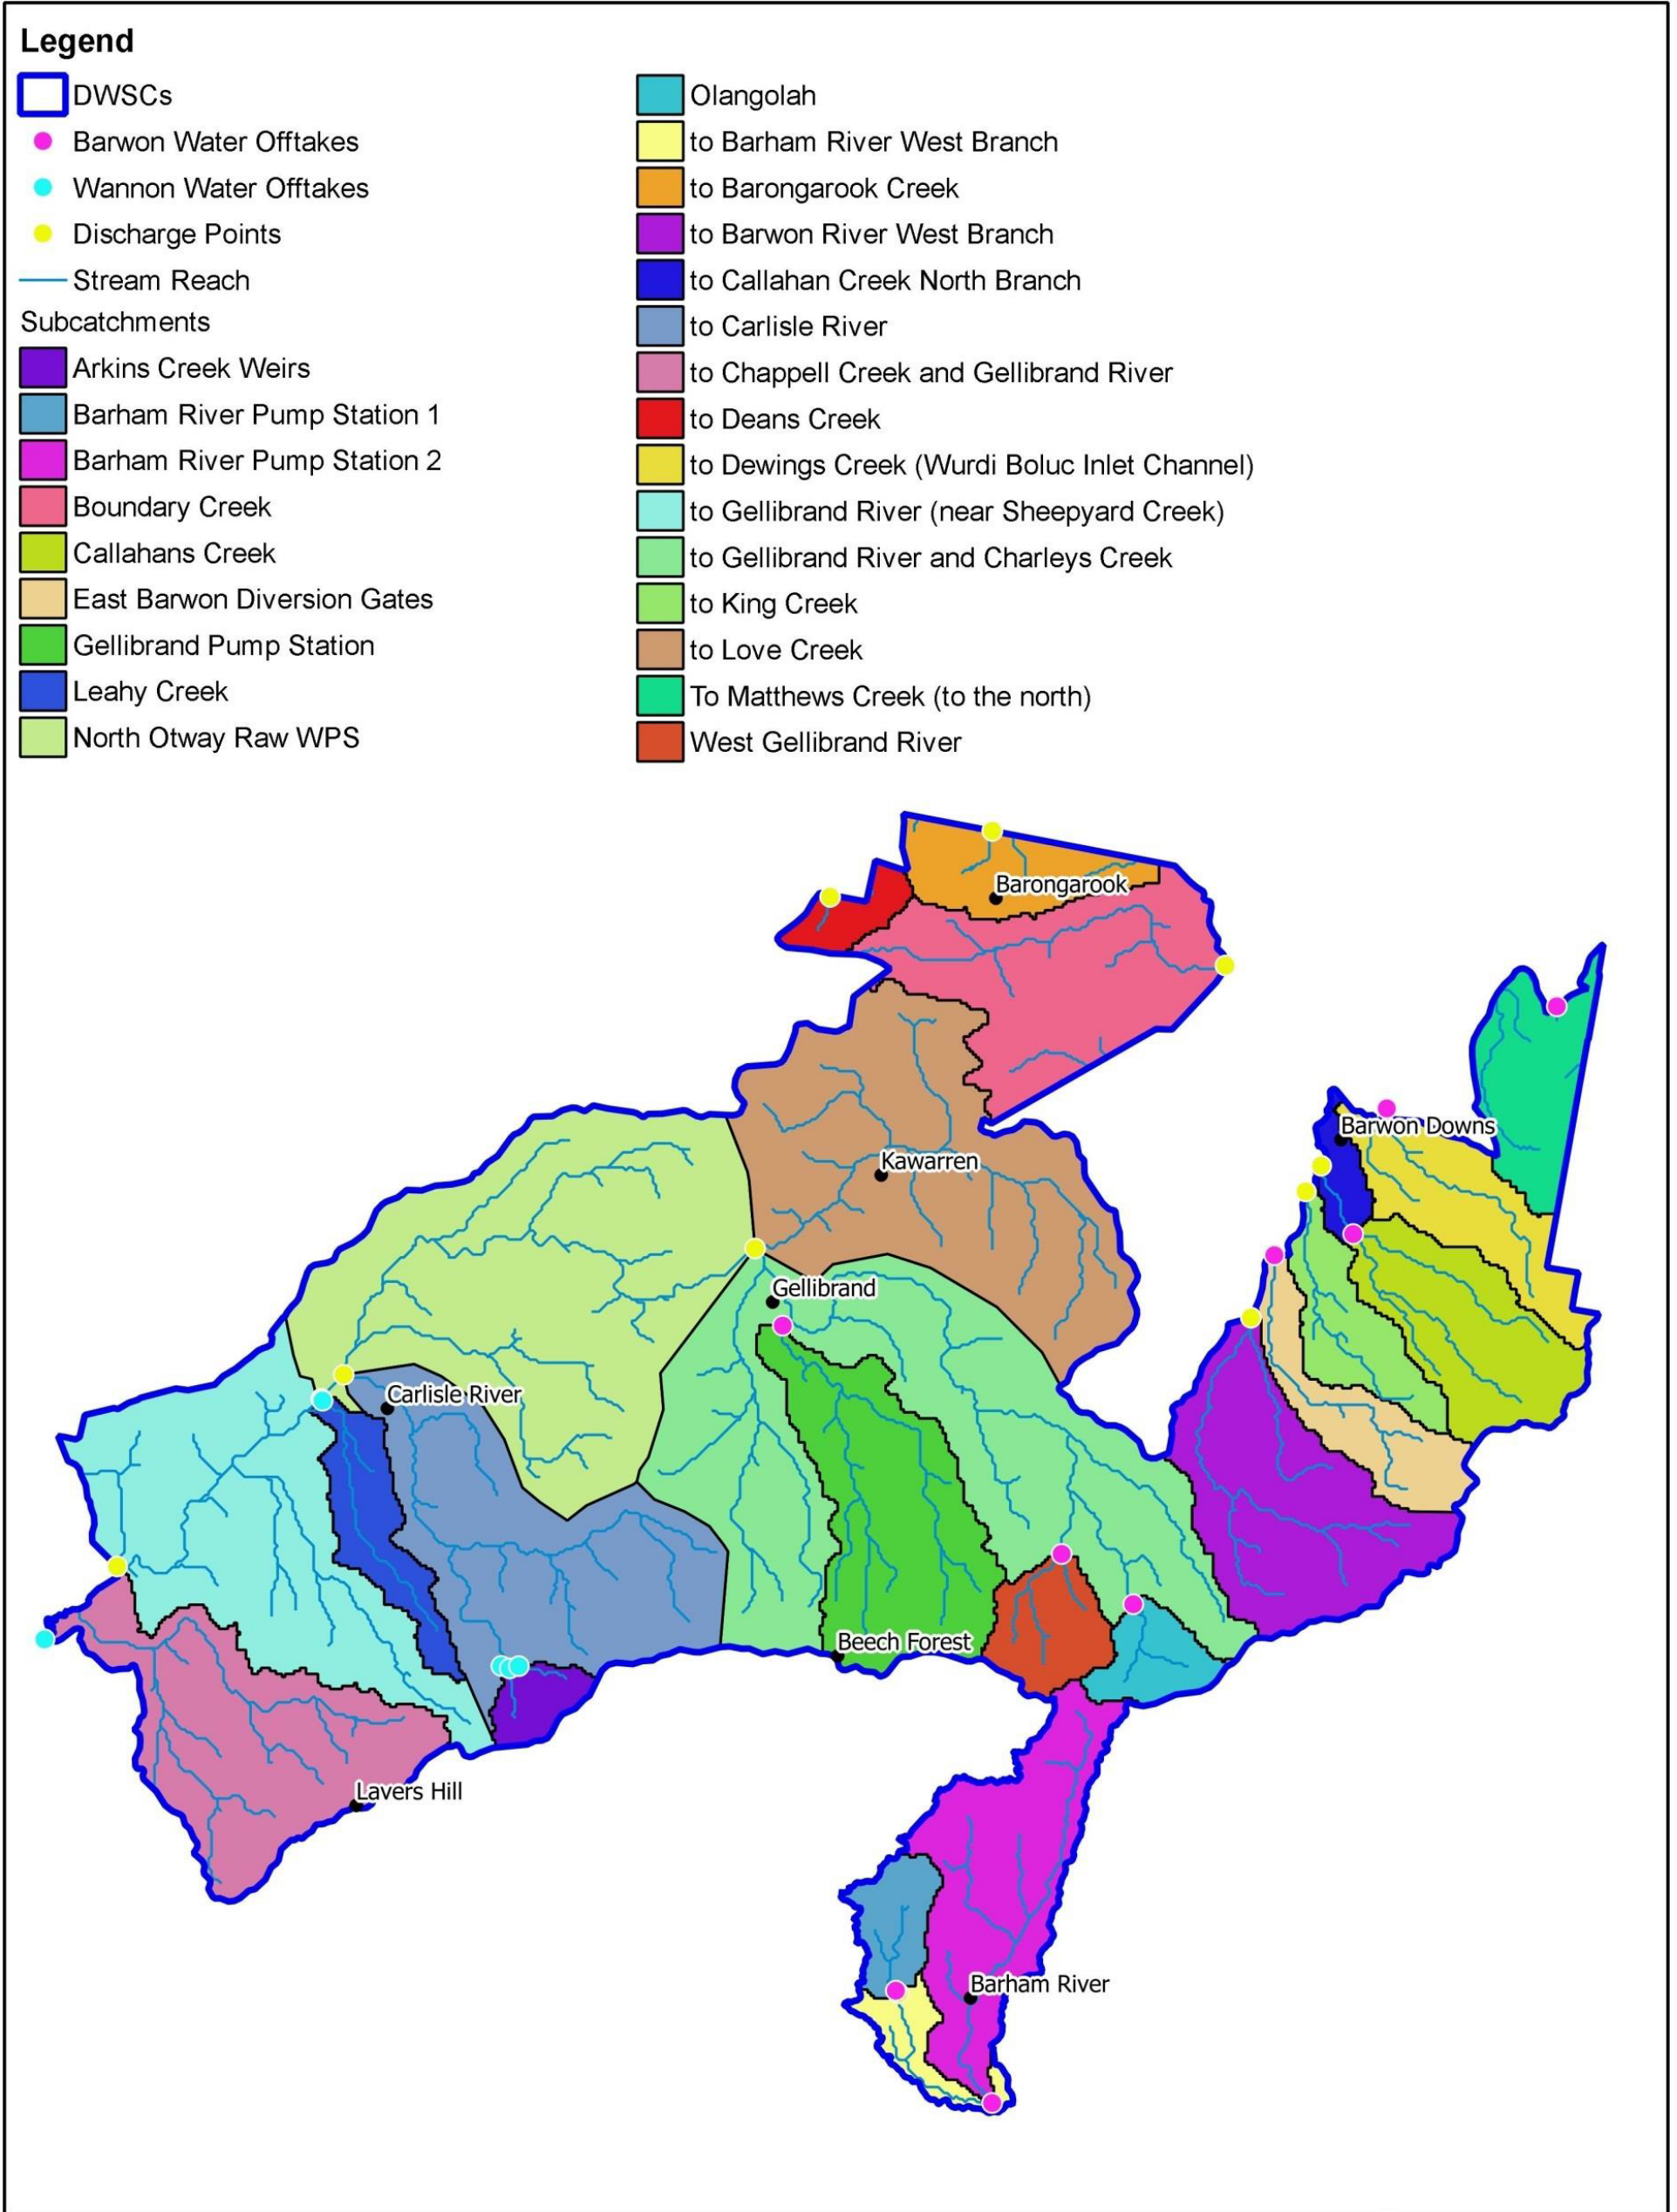 Legend
DWSCs
Barwon Water Offtakes
Wannon Water Offtakes
Discharge Points
Stream Reach
Subcatchments
Arkins Creek Weirs
Barham River Pump Station 1
Barham River Pump Station 2
Boundary Creek
Callahans Creek
East Barwon Diversion Gates
Gellibrand Pump Station
Leahy Creek
North Otway Raw WPS
Olangolah
to Barham River West Branch
to Barongarook Creek
to Barwon River West Branch
to Callahan Creek North Branch
to Carlisle River
to Chappell Creek and Gellibrand River
to Deans Creek
to Dewings Creek (Wurdi Boluc Inlet Channel)
to Gellibrand River (near Sheepyard Creek)
to Gellibrand River and Charleys Creek
to King Creek
to Love Creek
To Matthews Creek (to the north)
West Gellibrand River
Barongarook
Barwon Downs
Kawarren
Gellibrand
Carlisle River
Beech Forest
Lavers Hill
Barham River